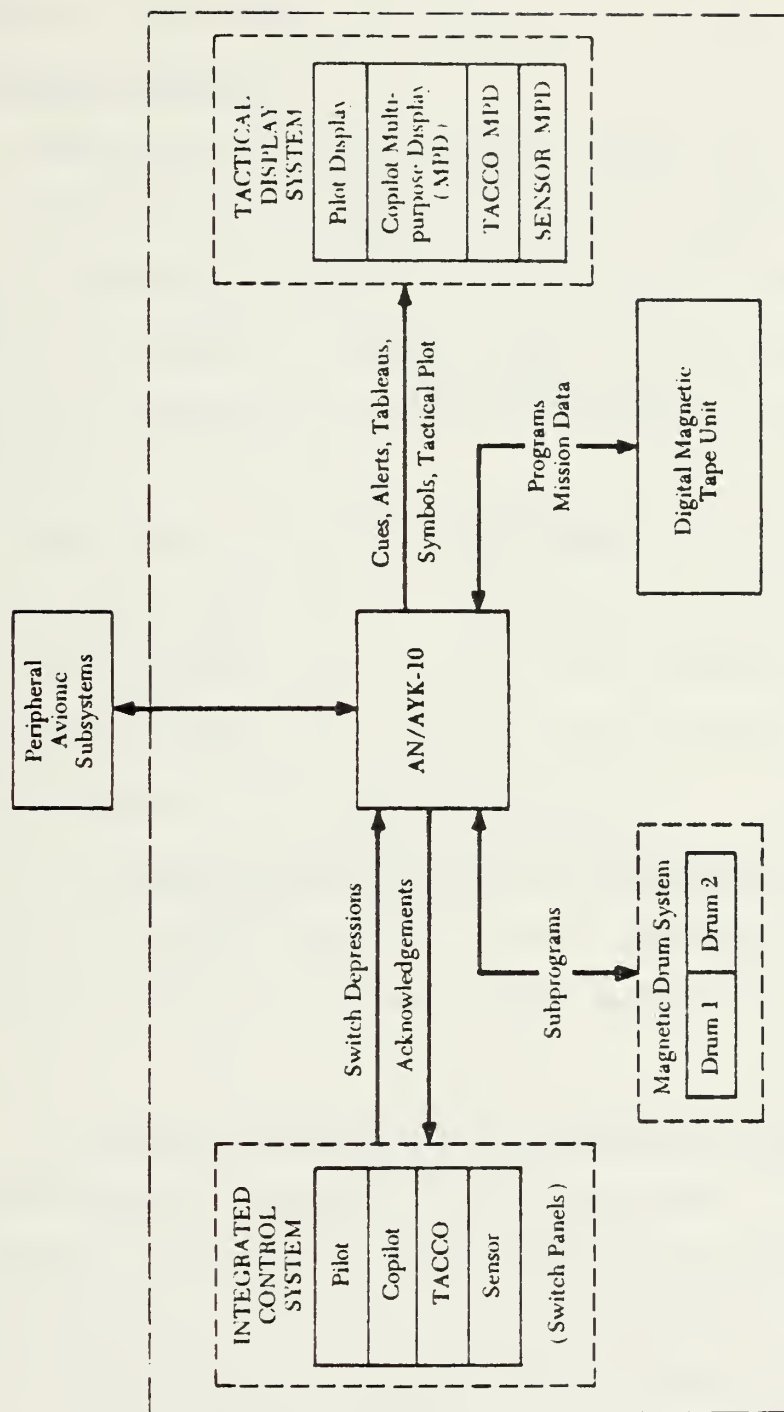 Peripheral
Avionic
Subsystems
INTEGRATED
CONTROL
SYSTEM
Pilot
Copilot
TACCO
Sensor
(Switch Panels)
Switch Depressions
Acknowledgements
AN/AYK-10
Cues, Alerts, Tableaus,
Symbols, Tactical Plot
TACTICAL
DISPLAY
SYSTEM
Pilot Display
Copilot Multi-
purpose Display
(MPD)
TACCO MPD
SENSOR MPD
Subprograms
Magnetic Drum System
Drum 1
Drum 2
Programs
Mission Data
Digital Magnetic
Tape Unit